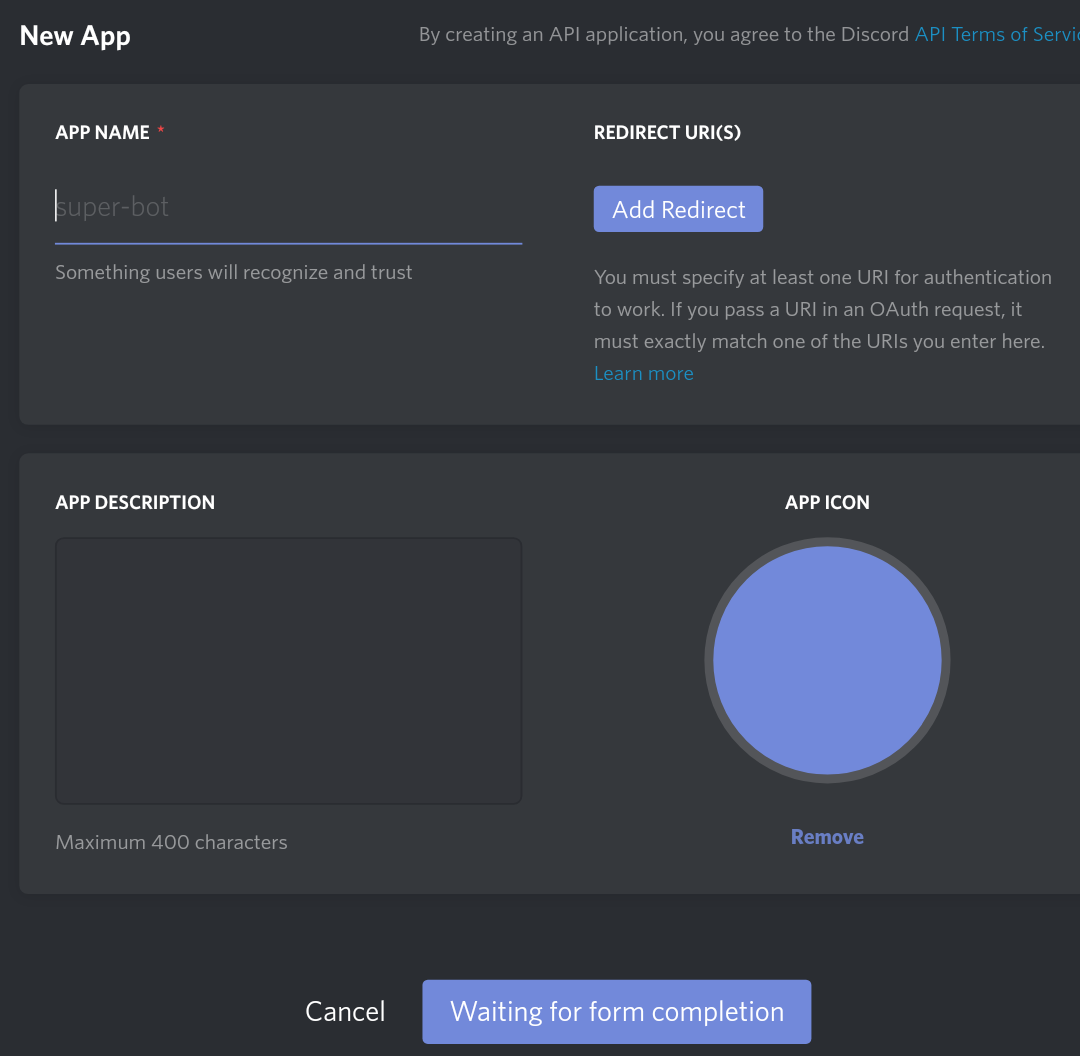 New App
By creating an API application, you agree to the Discord API Terms of
APP NAME *
super-bot
Something users will recognize and trust
REDIRECT URI(S)
Add Redirect
You must specify at least one URI for authentication
to work. If you pass a URI in an OAuth request, it
must exactly match one of the URIs you enter here.
Learn more
APP DESCRIPTION
Maximum 400 characters
APP ICON
Remove
Cancel
Waiting for form completion